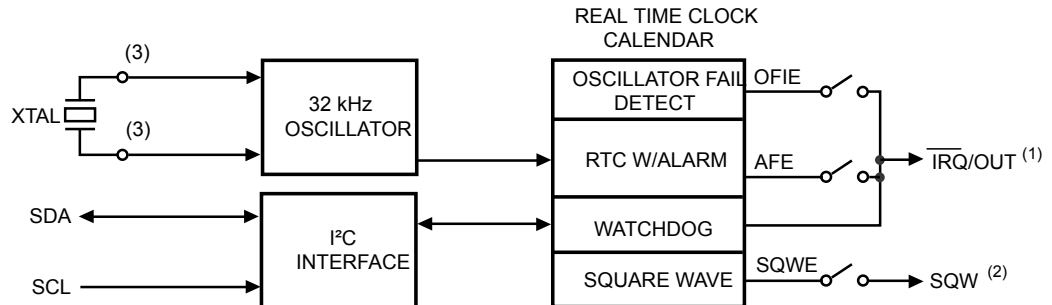 REAL TIME CLOCK
CALENDAR
(3)
XTAL
(3)
32 kHz
OSCILLATOR
OSCILLATOR FAIL
DETECT
OFIE
RTC W/ALARM
AFE
IRQ/OUT (1)
SDA
SCL
I²C
INTERFACE
WATCHDOG
SQUARE WAVE
SQWE
SQW (2)